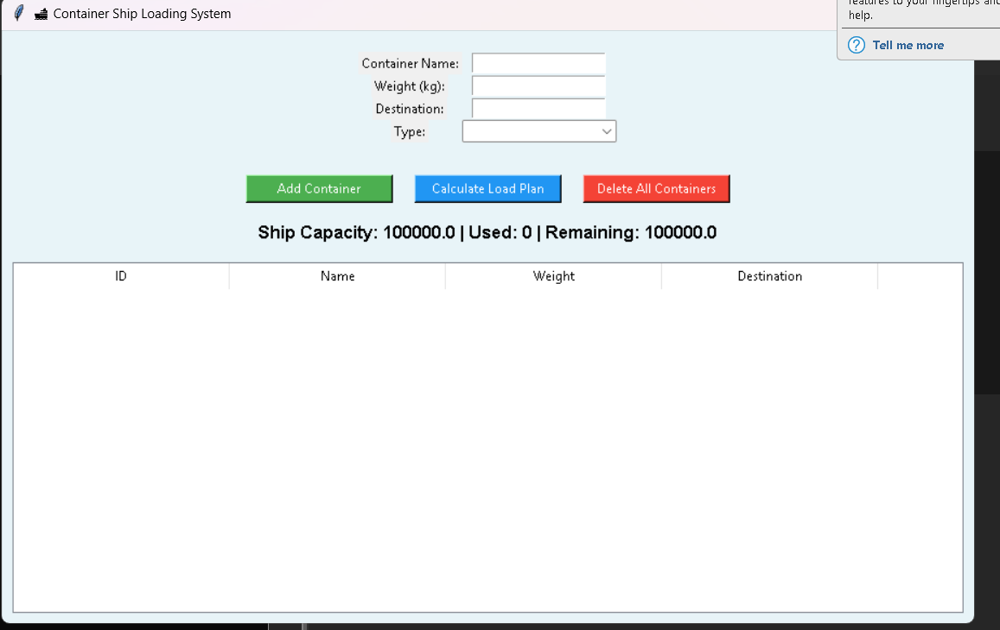 Container Ship Loading System
features to your fingertips and
help.
Tell me more
Container Name:
Weight (kg):
Destination:
Type:
Add Container Calculate Load Plan Delete All Containers
Ship Capacity: 100000.0 | Used: 0 | Remaining: 100000.0
ID Name Weight Destination